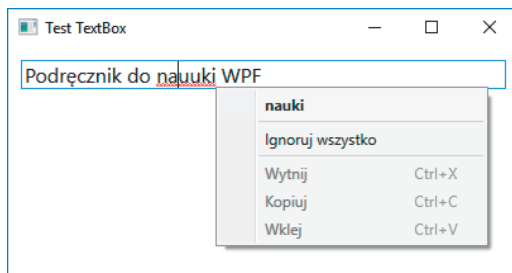 Test TextBox
Podręcznik do nauuki WPF
nauki
Ignoruj wszystko
Wytnij Ctrl+X
Kopiuj Ctrl+C
Wklej Ctrl+V